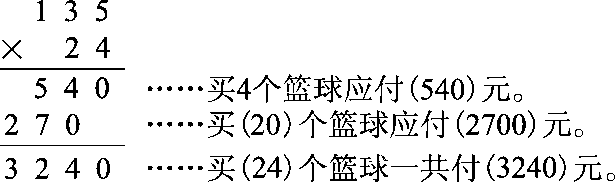 1 3 5
× 2 4
5 4 0 ……买4个篮球应付(540)元。
2 7 0 ……买(20)个篮球应付(2700)元。
3 2 4 0 ……买(24)个篮球一共付(3240)元。